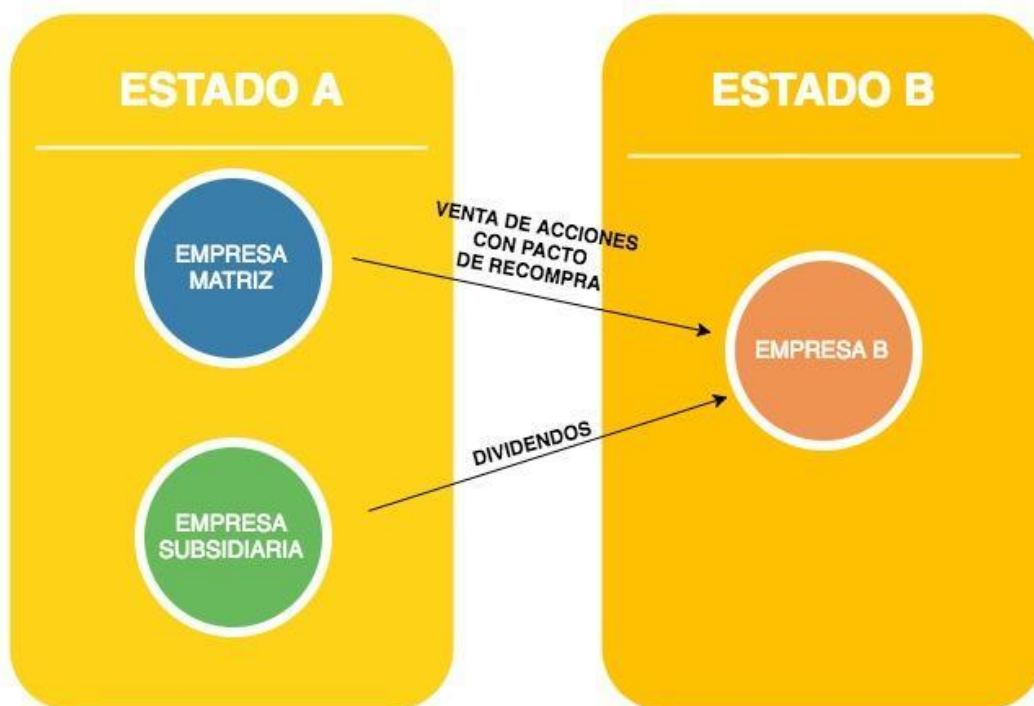 ESTADO A
ESTADO B
EMPRESA
MATRIZ
VENTA DE ACCIONES
CON PACTO
DE RECOMPRA
EMPRESA B
DIVIDENDOS
EMPRESA
SUBSIDIARIA